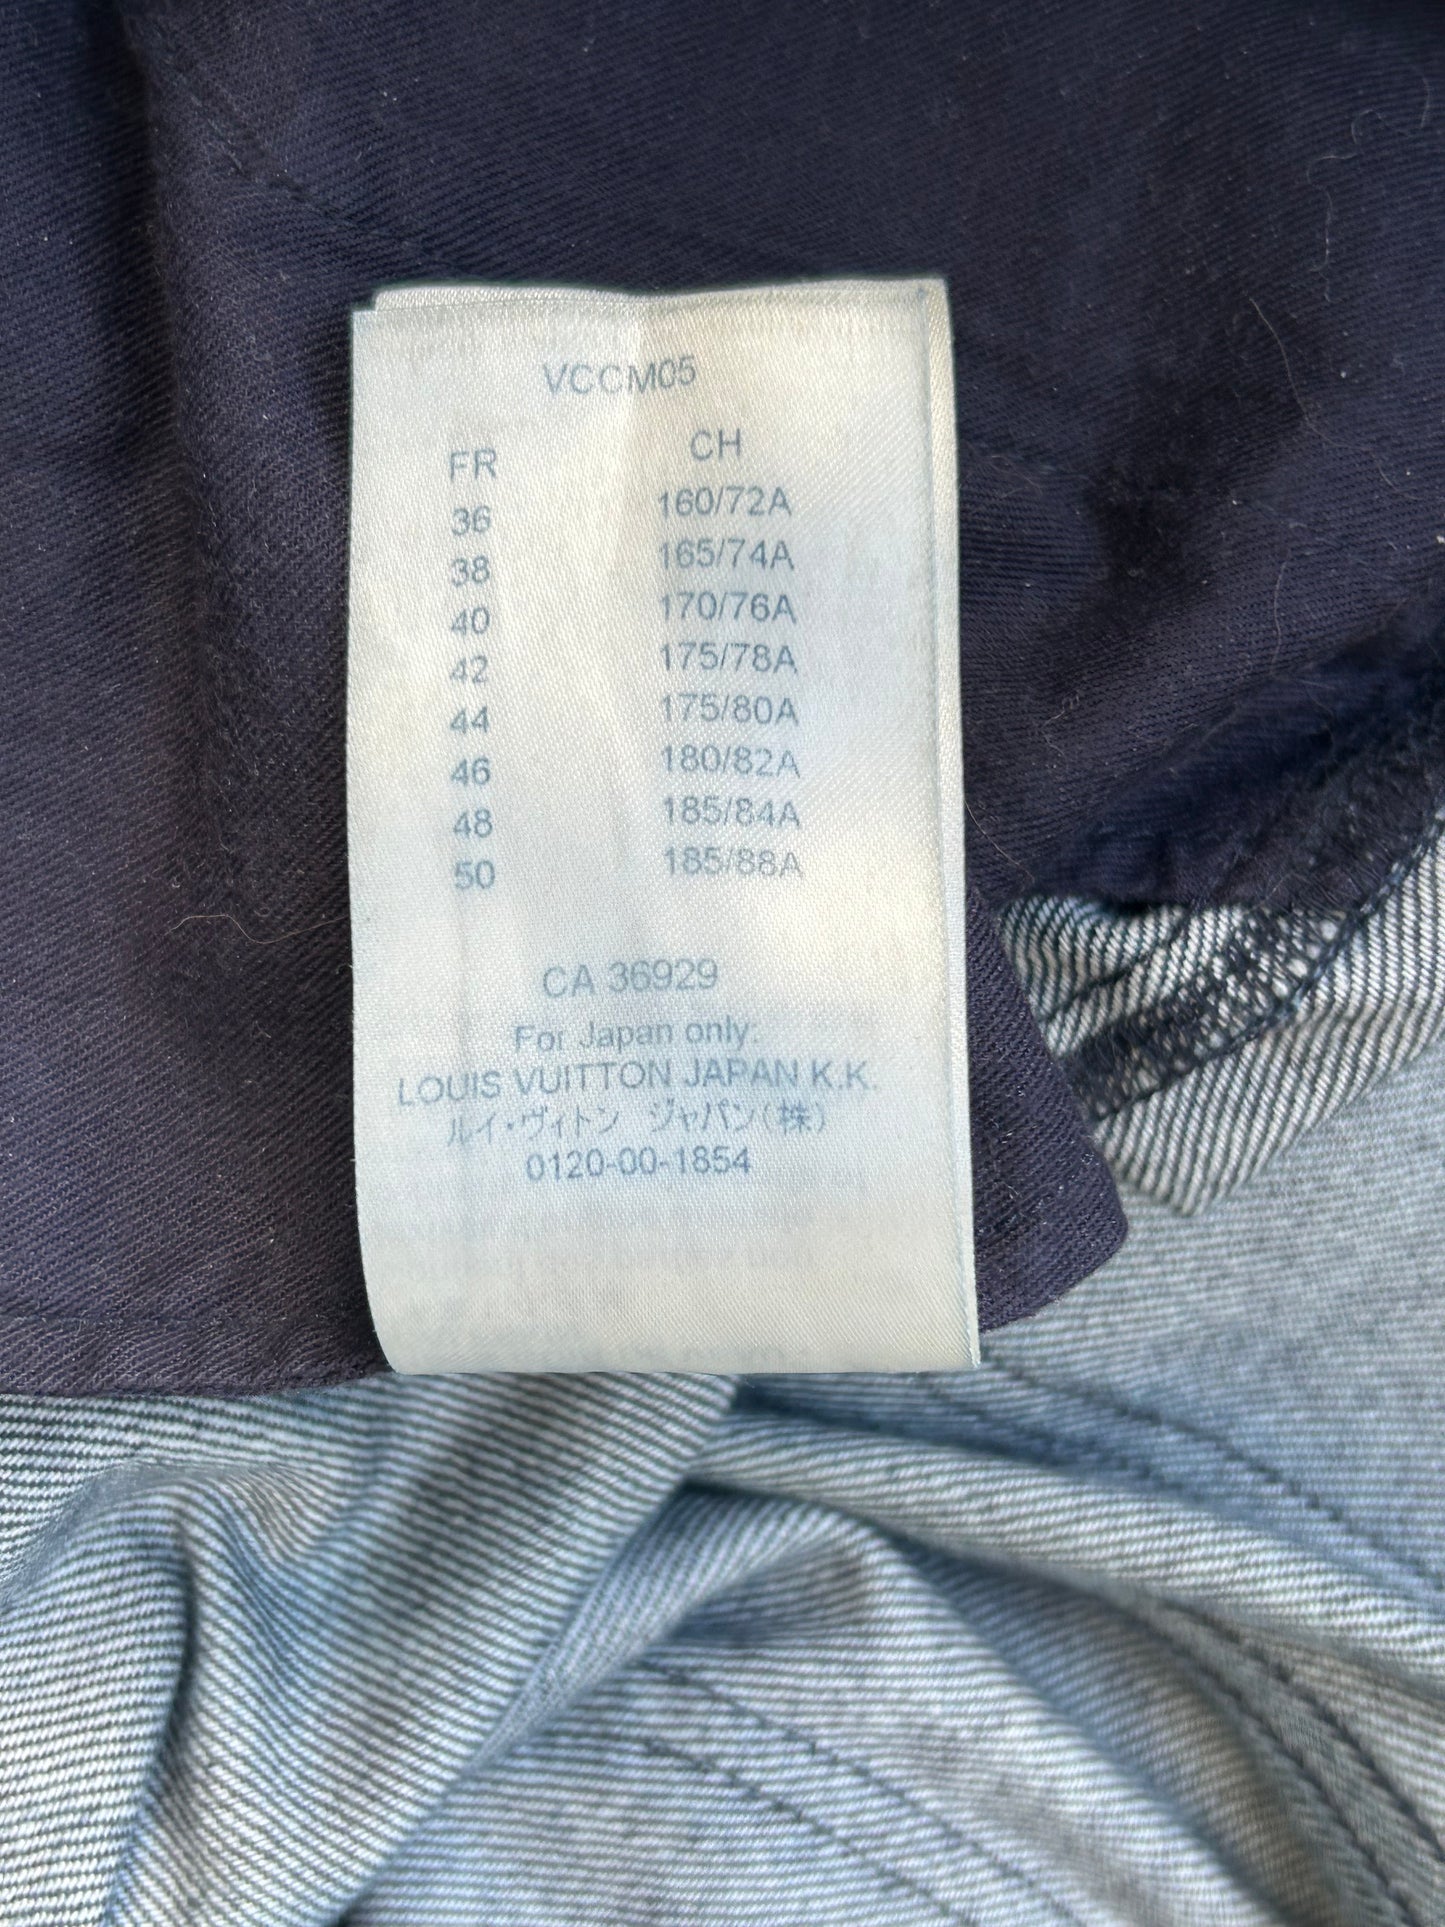 VCCM05
FR CH
36 160/72A
38 165/74A
40 170/76A
42 175/78A
44 175/80A
46 180/82A
48 185/84A
50 185/88A
CA 36929
For Japan only:
LOUIS VUITTON JAPAN K.K.
ルイ・ヴィトン ジャパン(株)
0120-00-1854